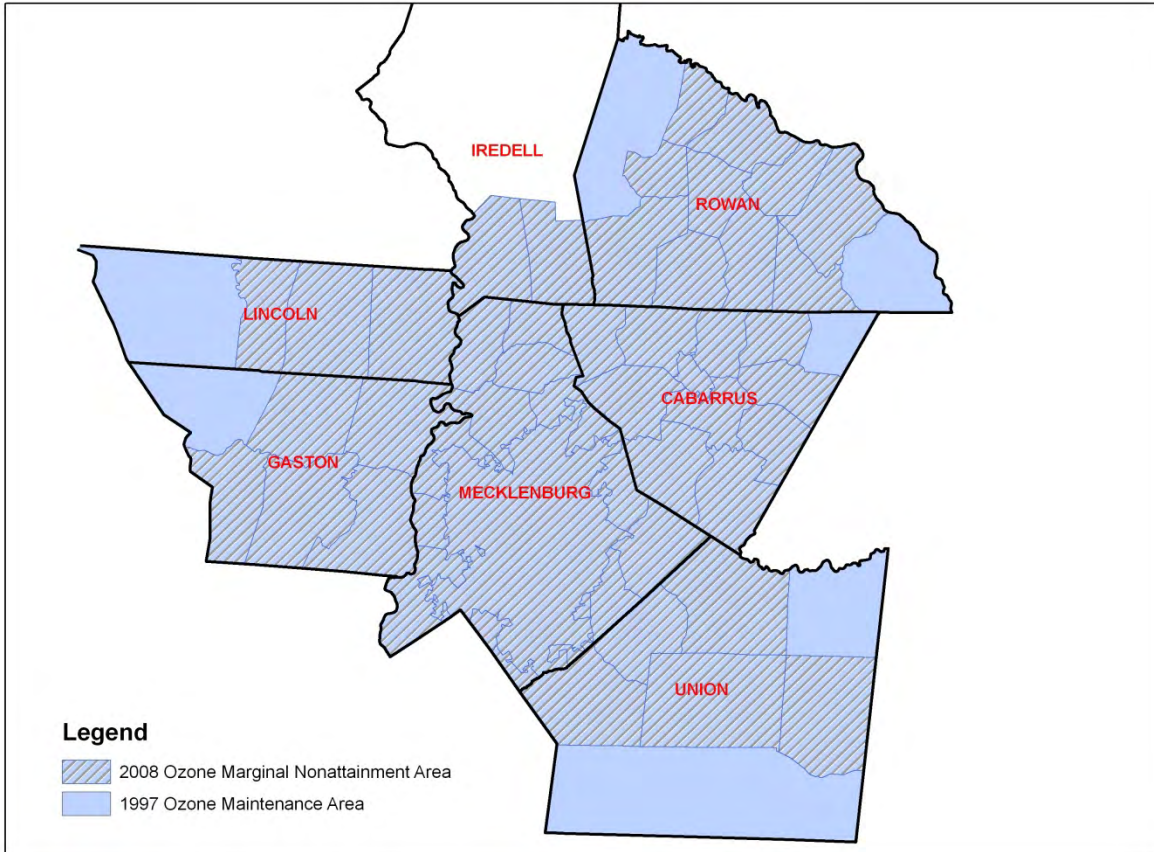 IREDELL
ROWAN
LINCOLN
CABARRUS
GASTON
MECKLENBURG
UNION
Legend
2008 Ozone Marginal Nonattainment Area
1997 Ozone Maintenance Area